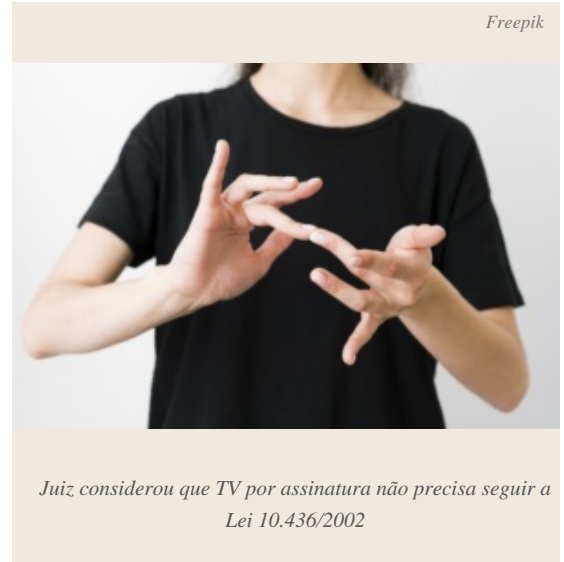 Freepik
Juiz considerou que TV por assinatura não precisa seguir a
Lei 10.436/2002